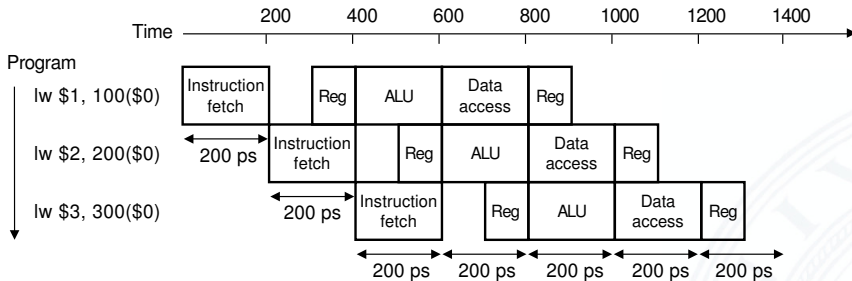 200 400 600 800 1000 1200 1400
Time
Program
lw $1, 100($0)
Instruction fetch
Reg
ALU
Data access
Reg
200 ps
lw $2, 200($0)
Instruction fetch
Reg
ALU
Data access
Reg
200 ps
lw $3, 300($0)
Instruction fetch
Reg
ALU
Data access
Reg
200 ps 200 ps 200 ps 200 ps 200 ps